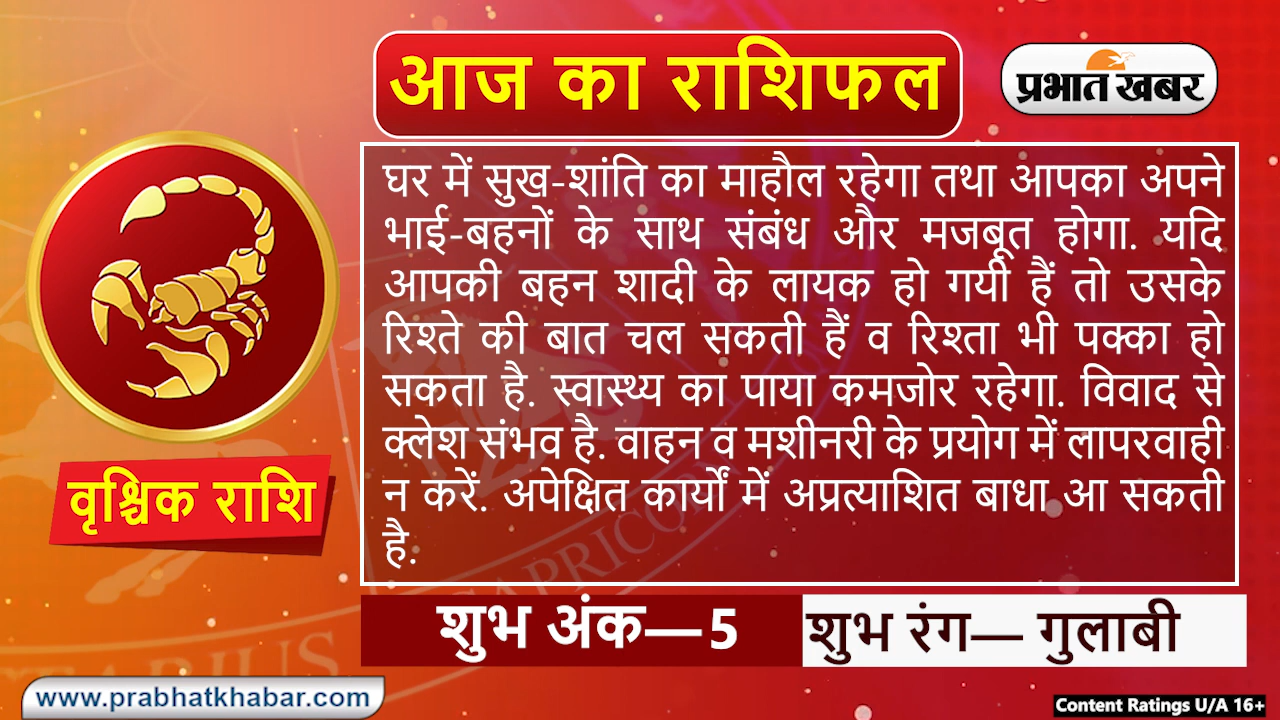 आज का राशिफल
प्रभात खबर
घर में सुख-शांति का माहौल रहेगा तथा आपका अपने
भाई-बहनों के साथ संबंध और मजबूत होगा. यदि
आपकी बहन शादी के लायक हो गयी हैं तो उसके
रिश्ते की बात चल सकती हैं व रिश्ता भी पक्का हो
सकता है. स्वास्थ्य का पाया कमजोर रहेगा. विवाद से
क्लेश संभव है. वाहन व मशीनरी के प्रयोग में लापरवाही
न करें. अपेक्षित कार्यों में अप्रत्याशित बाधा आ सकती
है.
वृश्चिक राशि
CAPRICORN
शुभ अंक—5
शुभ रंग— गुलाबी
www.prabhatkhabar.com
Content Ratings U/A 16+